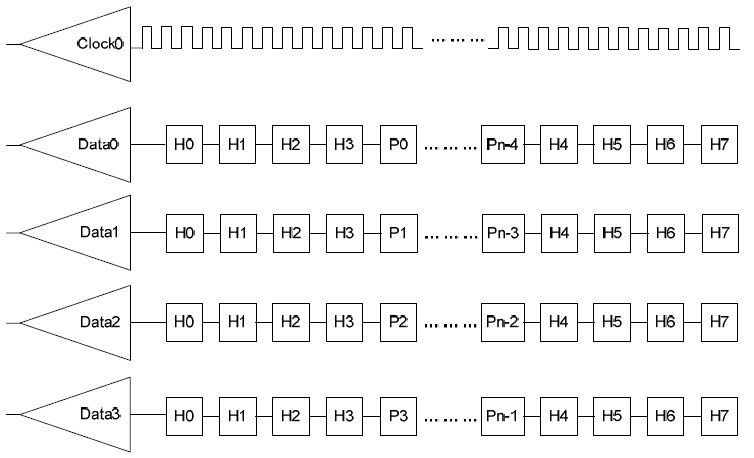 Clock0 ... ... ...
Data0 H0 H1 H2 H3 P0 ... ... ... Pn-4 H4 H5 H6 H7
Data1 H0 H1 H2 H3 P1 ... ... ... Pn-3 H4 H5 H6 H7
Data2 H0 H1 H2 H3 P2 ... ... ... Pn-2 H4 H5 H6 H7
Data3 H0 H1 H2 H3 P3 ... ... ... Pn-1 H4 H5 H6 H7